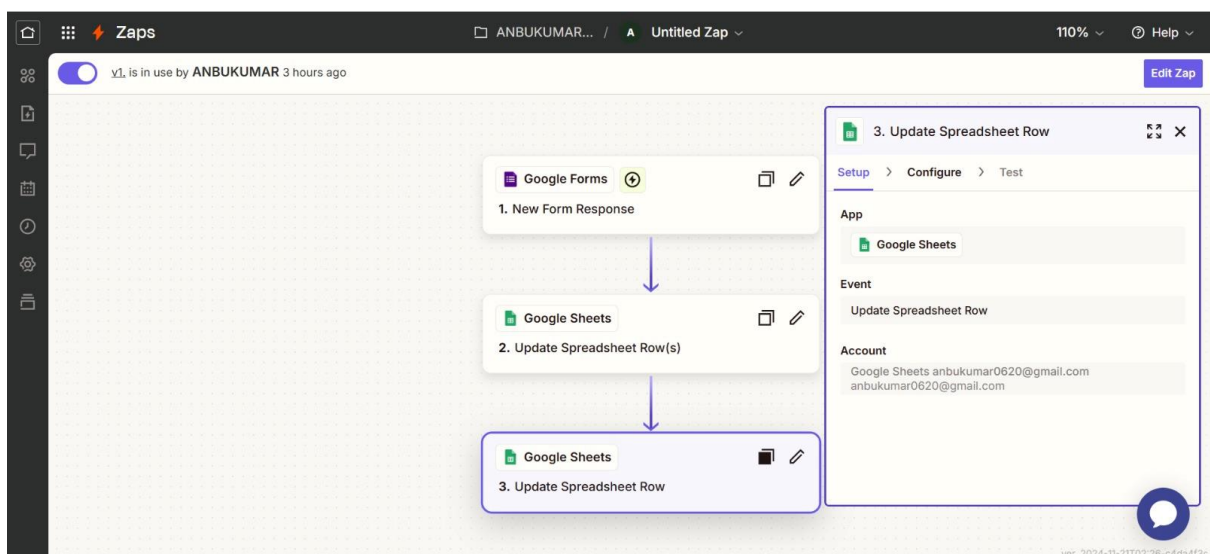 Zaps
ANBUKUMAR... / A Untitled Zap
110%
Help
v1. is in use by ANBUKUMAR 3 hours ago
Edit Zap
Google Forms
1. New Form Response
Google Sheets
2. Update Spreadsheet Row(s)
Google Sheets
3. Update Spreadsheet Row
3. Update Spreadsheet Row
Setup > Configure > Test
App
Google Sheets
Event
Update Spreadsheet Row
Account
Google Sheets anbukumar0620@gmail.com
anbukumar0620@gmail.com